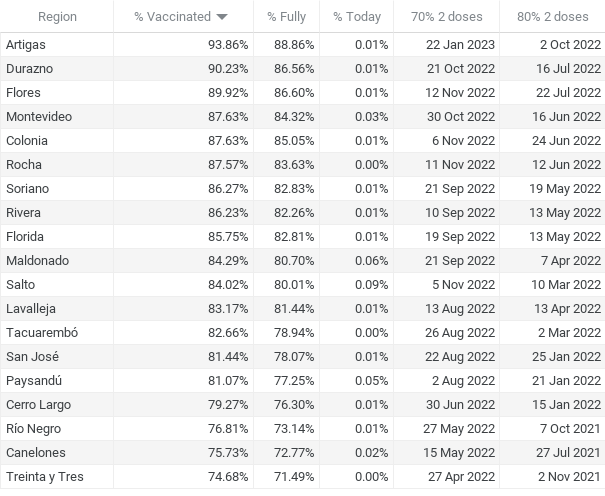 Region % Vaccinated % Fully % Today 70% 2 doses 80% 2 doses
Artigas 93.86% 88.86% 0.01% 22 Jan 2023 2 Oct 2022
Durazno 90.23% 86.56% 0.01% 21 Oct 2022 16 Jul 2022
Flores 89.92% 86.60% 0.01% 12 Nov 2022 22 Jul 2022
Montevideo 87.63% 84.32% 0.03% 30 Oct 2022 16 Jun 2022
Colonia 87.63% 85.05% 0.01% 6 Nov 2022 24 Jun 2022
Rocha 87.57% 83.63% 0.00% 11 Nov 2022 12 Jun 2022
Soriano 86.27% 82.83% 0.01% 21 Sep 2022 19 May 2022
Rivera 86.23% 82.26% 0.01% 10 Sep 2022 13 May 2022
Florida 85.75% 82.81% 0.01% 19 Sep 2022 13 May 2022
Maldonado 84.29% 80.70% 0.06% 21 Sep 2022 7 Apr 2022
Salto 84.02% 80.01% 0.09% 5 Nov 2022 10 Mar 2022
Lavalleja 83.17% 81.44% 0.01% 13 Aug 2022 13 Apr 2022
Tacuarembó 82.66% 78.94% 0.00% 26 Aug 2022 2 Mar 2022
San José 81.44% 78.07% 0.01% 22 Aug 2022 25 Jan 2022
Paysandú 81.07% 77.25% 0.05% 2 Aug 2022 21 Jan 2022
Cerro Largo 79.27% 76.30% 0.01% 30 Jun 2022 15 Jan 2022
Río Negro 76.81% 73.14% 0.01% 27 May 2022 7 Oct 2021
Canelones 75.73% 72.77% 0.02% 15 May 2022 27 Jul 2021
Treinta y Tres 74.68% 71.49% 0.00% 27 Apr 2022 2 Nov 2021